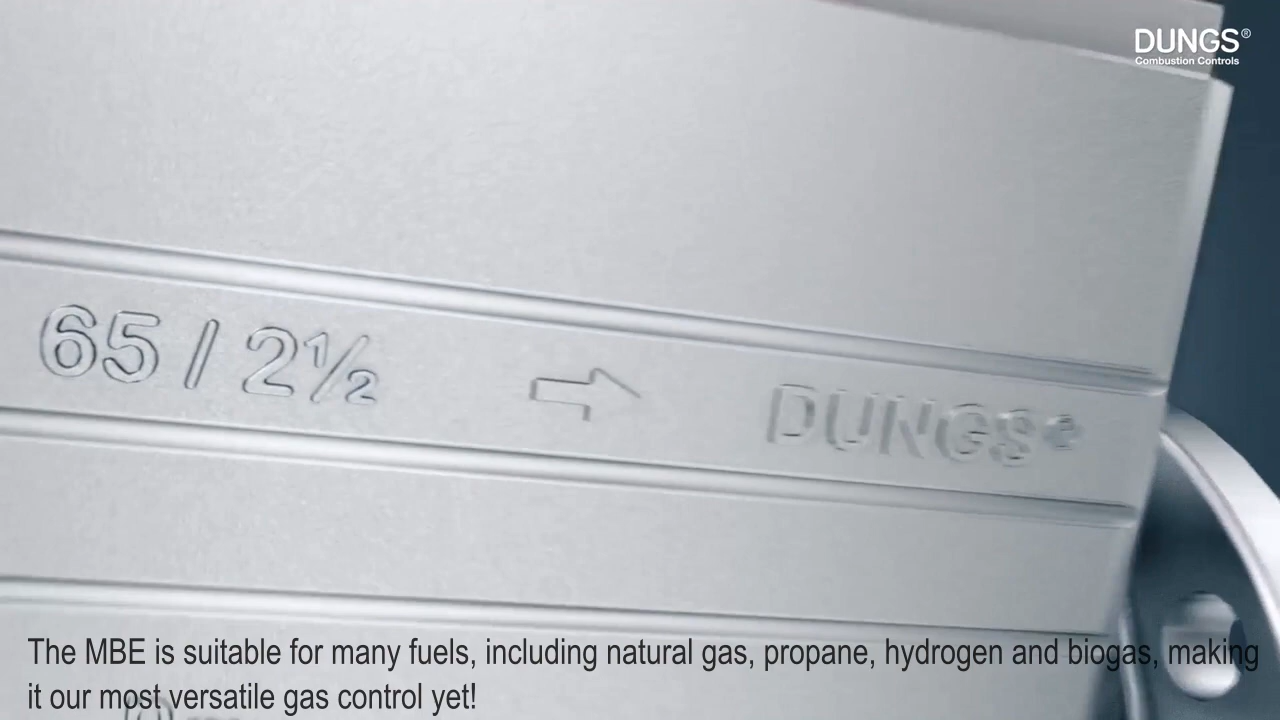 DUNGS®
Combustion Controls
65 / 2½ DUNGS®
The MBE is suitable for many fuels, including natural gas, propane, hydrogen and biogas, making
it our most versatile gas control yet!